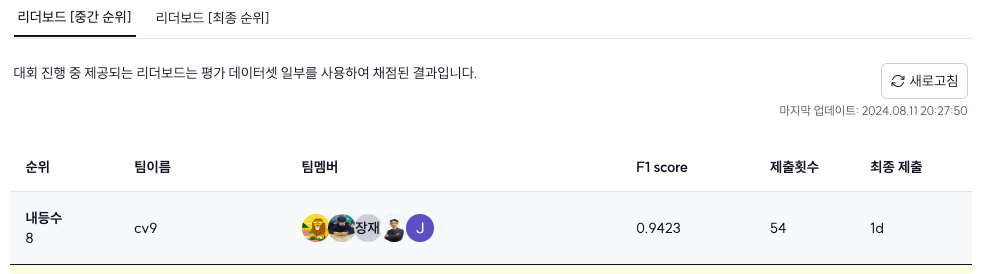 리더보드 [중간 순위] 리더보드 [최종 순위]
대회 진행 중 제공되는 리더보드는 평가 데이터셋 일부를 사용하여 채점된 결과입니다.
새로고침
마지막 업데이트: 2024.08.11 20:27:50
순위 팀이름 팀멤버 F1 score 제출횟수 최종 제출
내등수
8 cv9 장재 J 0.9423 54 1d